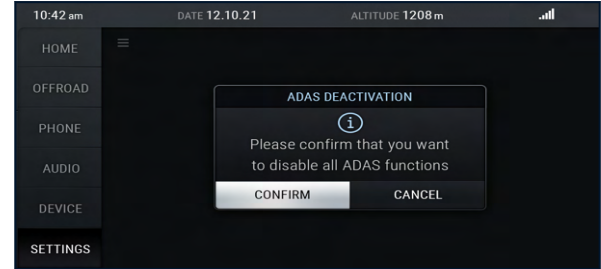 10:42 am DATE 12.10.21 ALTITUDE 1208 m
HOME
OFFROAD
PHONE
AUDIO
DEVICE
SETTINGS
ADAS DEACTIVATION
i
Please confirm that you want
to disable all ADAS functions
CONFIRM CANCEL